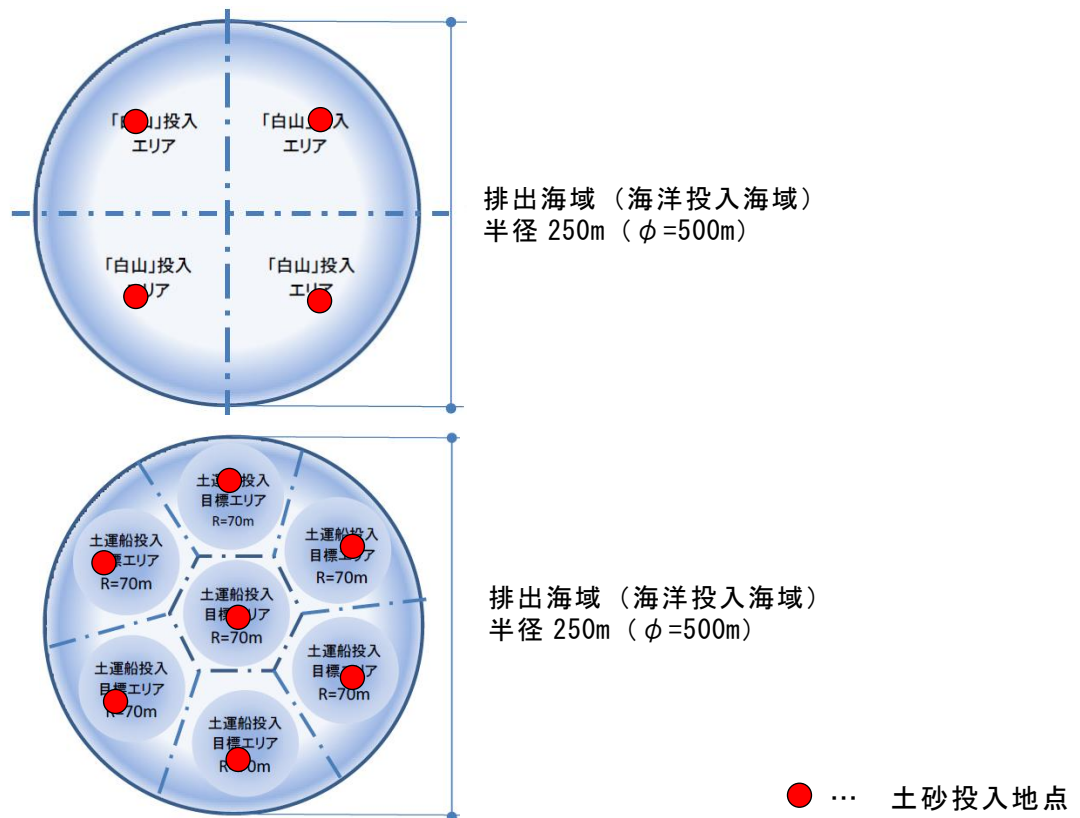 「白山」投入
エリア
「白山」投入
エリア
「白山」投入
エリア
「白山」投入
エリア
排出海域（海洋投入海域）
半径 250m（φ=500m）
土運船投入
目標エリア
R=70m
土運船投入
目標エリア
R=70m
土運船投入
目標エリア
R=70m
土運船投入
目標エリア
R=70m
土運船投入
目標エリア
R=70m
土運船投入
目標エリア
R=70m
土運船投入
目標エリア
R=70m
排出海域（海洋投入海域）
半径 250m（φ=500m）
… 土砂投入地点